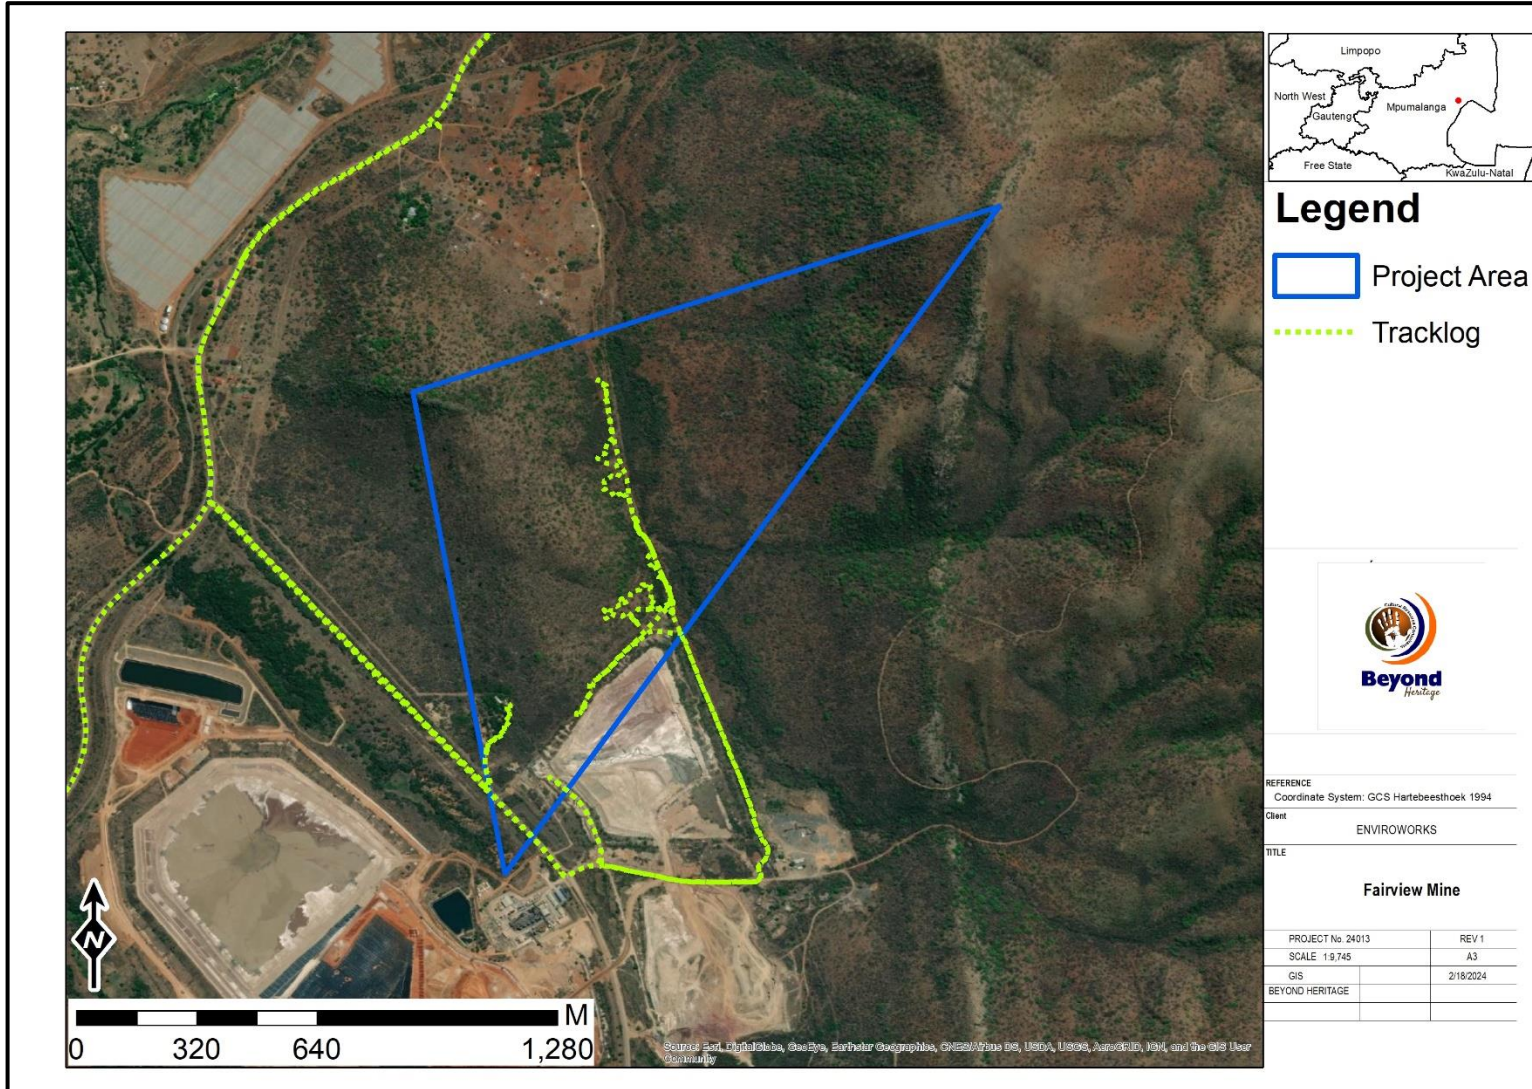 Limpopo
North West
Mpumalanga
Gauteng
Free State
KwaZulu-Natal
Legend
Project Area
Tracklog
Beyond
Heritage
REFERENCE
Coordinate System: GCS Hartebeesthoek 1994
Client
ENVIROWORKS
TITLE
Fairview Mine
PROJECT No. 24013 REV 1
SCALE 1:9,745 A3
GIS 2/18/2024
BEYOND HERITAGE
N
M
0 320 640 1,280
Source: Esri, DigitalGlobe, GeoEye, Earthstar Geographics, CNES/Airbus DS, USDA, USGS, AeroGRID, IGN, and the GIS User
Community